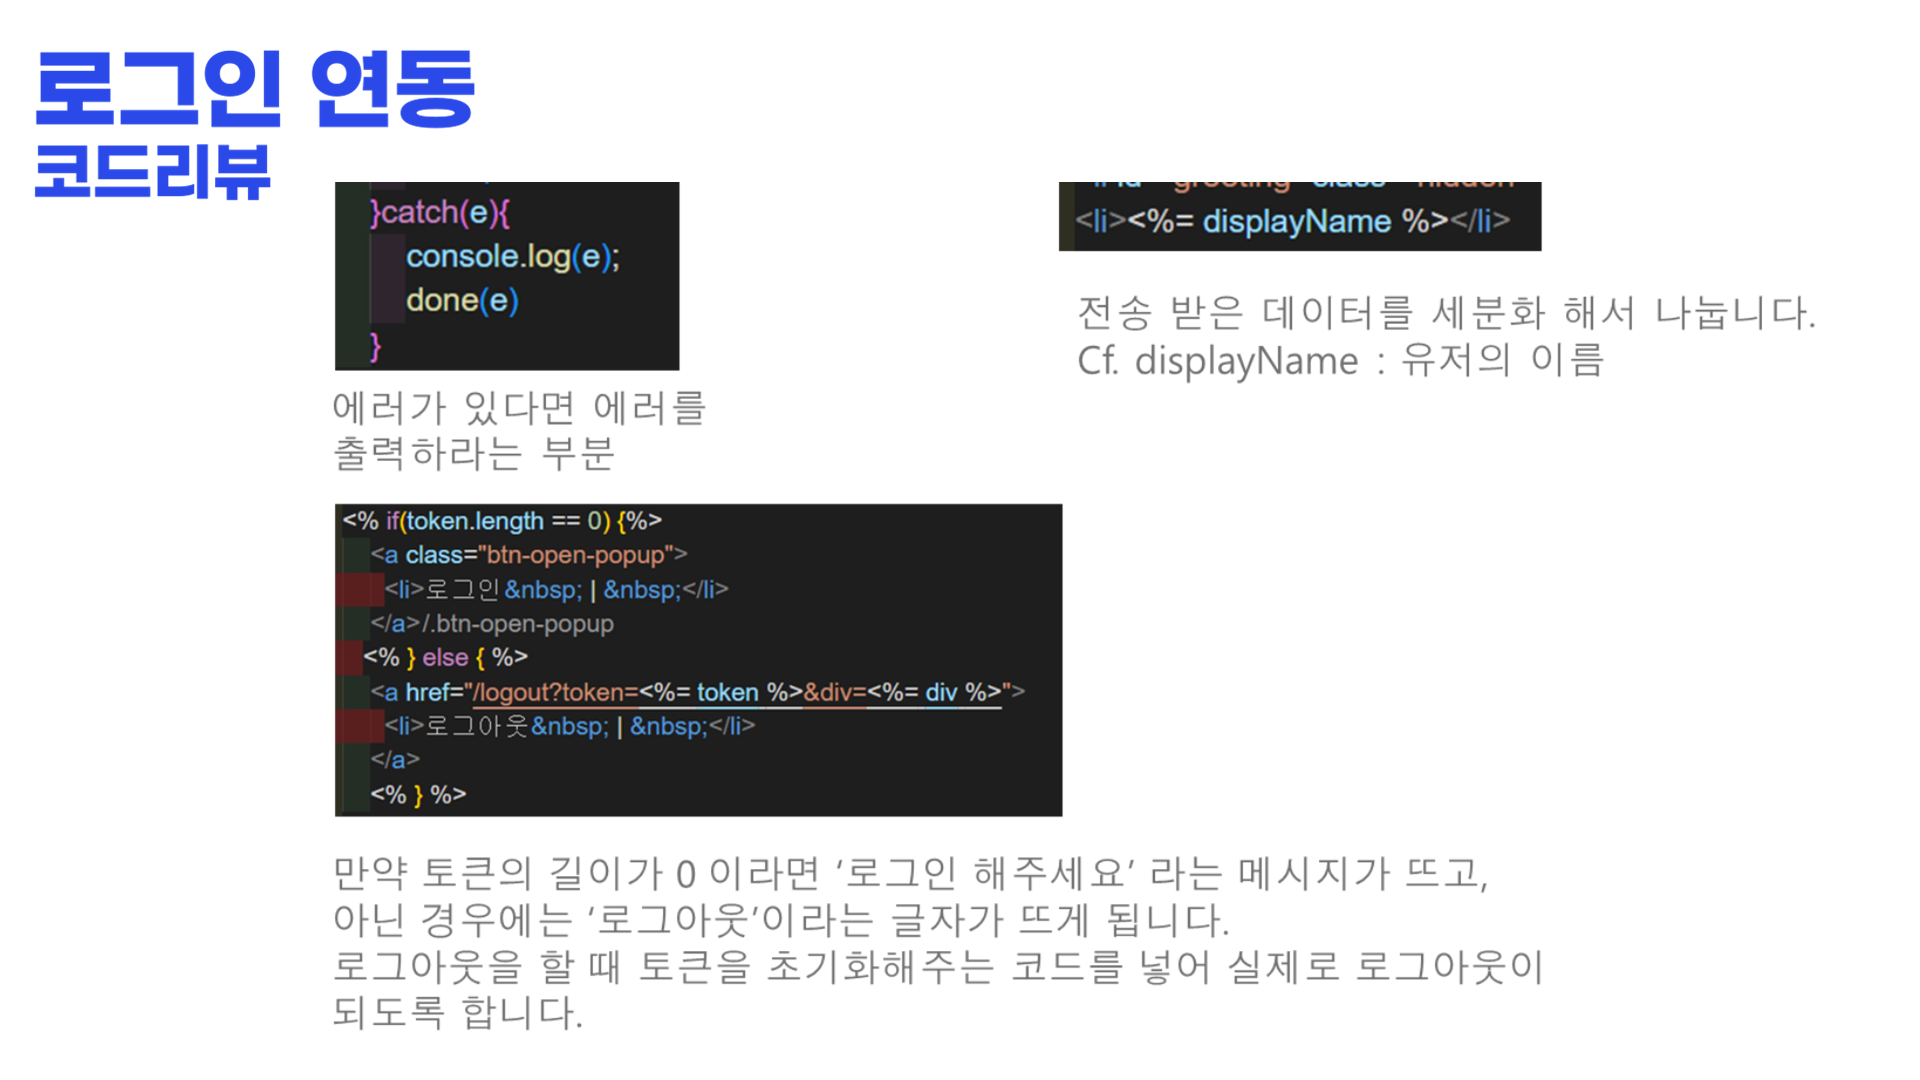 로그인 연동
코드리뷰
}catch(e){
console.log(e);
done(e)
}
에러가 있다면 에러를
출력하라는 부분
<li><%= displayName %></li>
전송 받은 데이터를 세분화 해서 나눕니다.
Cf. displayName : 유저의 이름
<% if(token.length == 0) {%>
<a class="btn-open-popup">
<li>로그인&nbsp; | &nbsp;</li>
</a>/.btn-open-popup
<% } else { %>
<a href="/logout?token=<%= token %>&div=<%= div %>">
<li>로그아웃&nbsp; | &nbsp;</li>
</a>
<% } %>
만약 토큰의 길이가 0 이라면 ‘로그인 해주세요’ 라는 메시지가 뜨고,
아닌 경우에는 ‘로그아웃’이라는 글자가 뜨게 됩니다.
로그아웃을 할 때 토큰을 초기화해주는 코드를 넣어 실제로 로그아웃이
되도록 합니다.